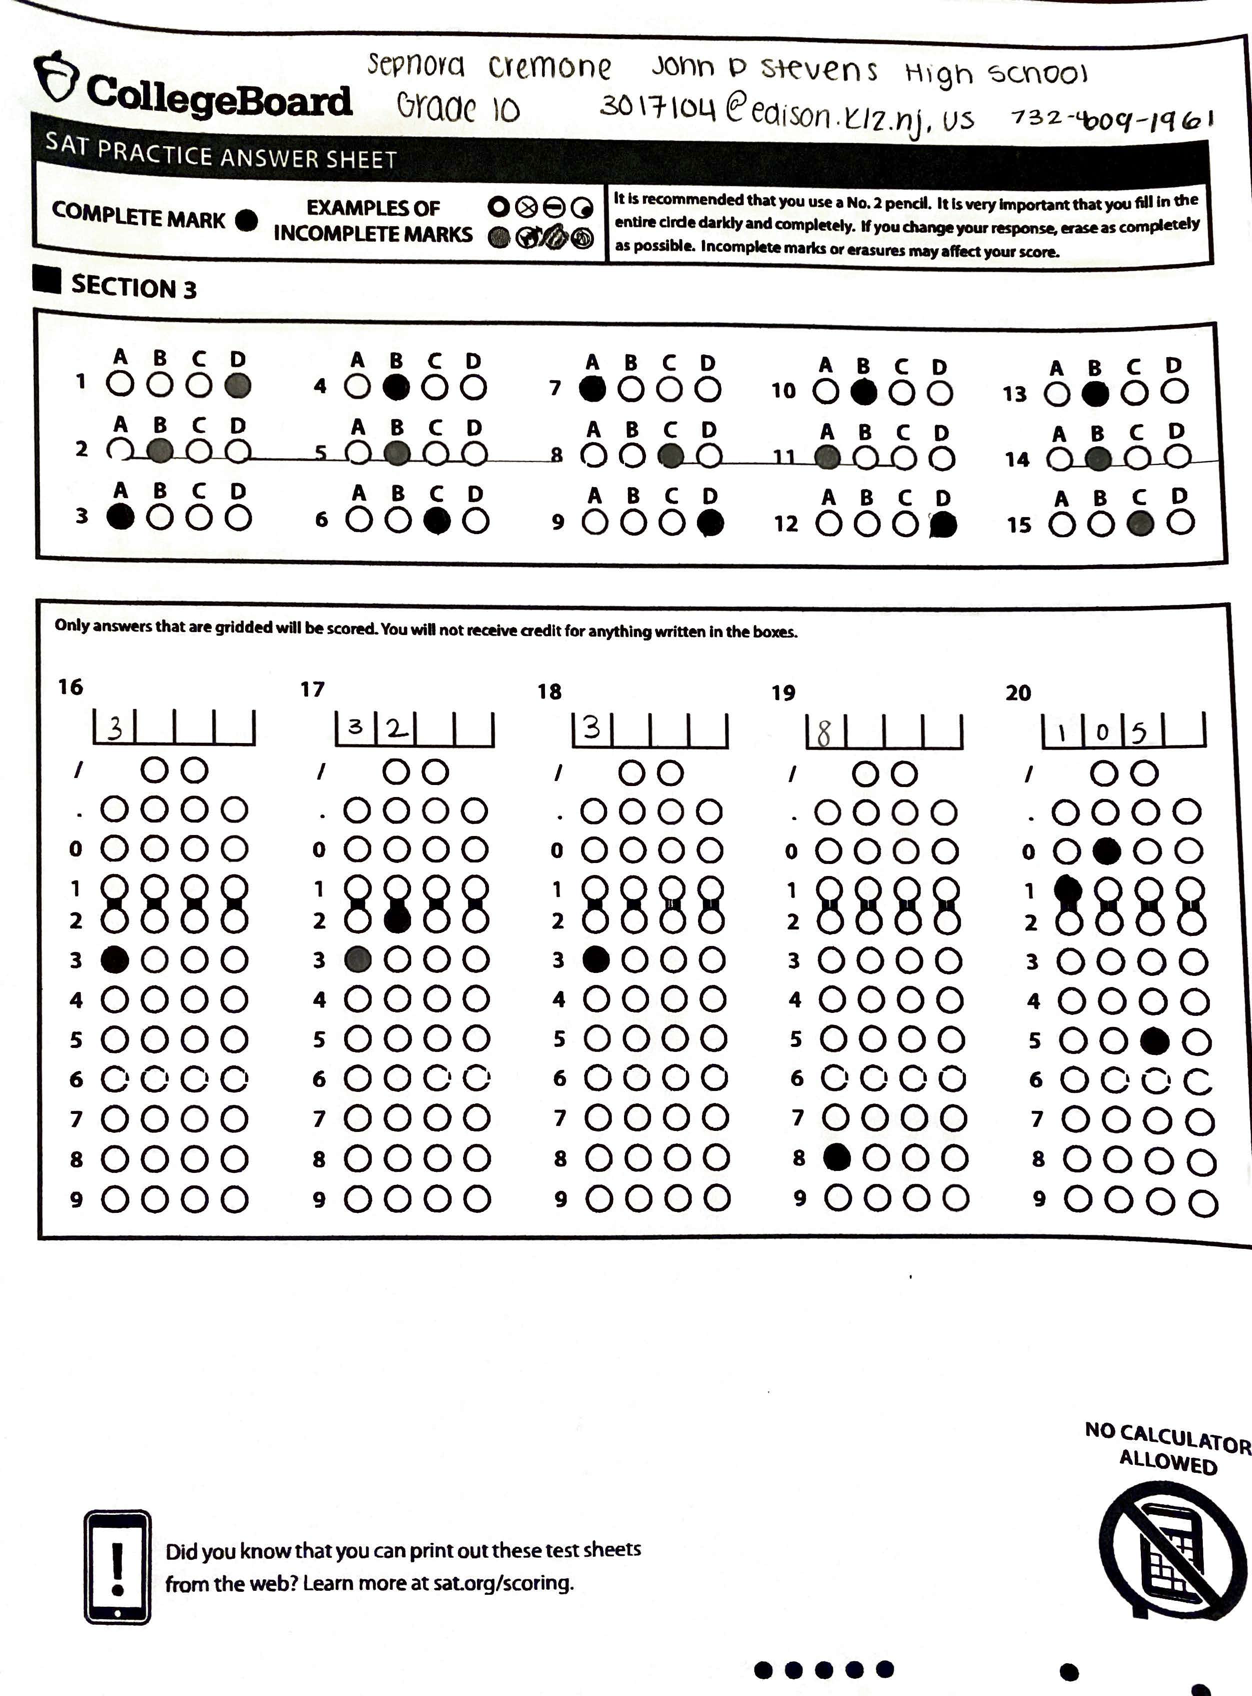 Sephora Cremone John P Stevens High School
CollegeBoard
Grade 10 3017104@edison.k12.nj.us 732-609-1961
SAT PRACTICE ANSWER SHEET
COMPLETE MARK
EXAMPLES OF
INCOMPLETE MARKS
It is recommended that you use a No. 2 pencil. It is very important that you fill in the
entire circle darkly and completely. If you change your response, erase as completely
as possible. Incomplete marks or erasures may affect your score.
SECTION 3
A B C D A B C D A B C D A B C D A B C D
1 4 7 10 13
A B C D A B C D A B C D A B C D A B C D
2 5 8 11 14
A B C D A B C D A B C D A B C D A B C D
3 6 9 12 15
Only answers that are gridded will be scored. You will not receive credit for anything written in the boxes.
16 17 18 19 20
3 3 2 3 8 1 0 5
/ / / / /
. . . . .
0 0 0 0 0
1 1 1 1 1
2 2 2 2 2
3 3 3 3 3
4 4 4 4 4
5 5 5 5 5
6 6 6 6 6
7 7 7 7 7
8 8 8 8 8
9 9 9 9 9
NO CALCULATOR
ALLOWED
!
Did you know that you can print out these test sheets
from the web? Learn more at sat.org/scoring.